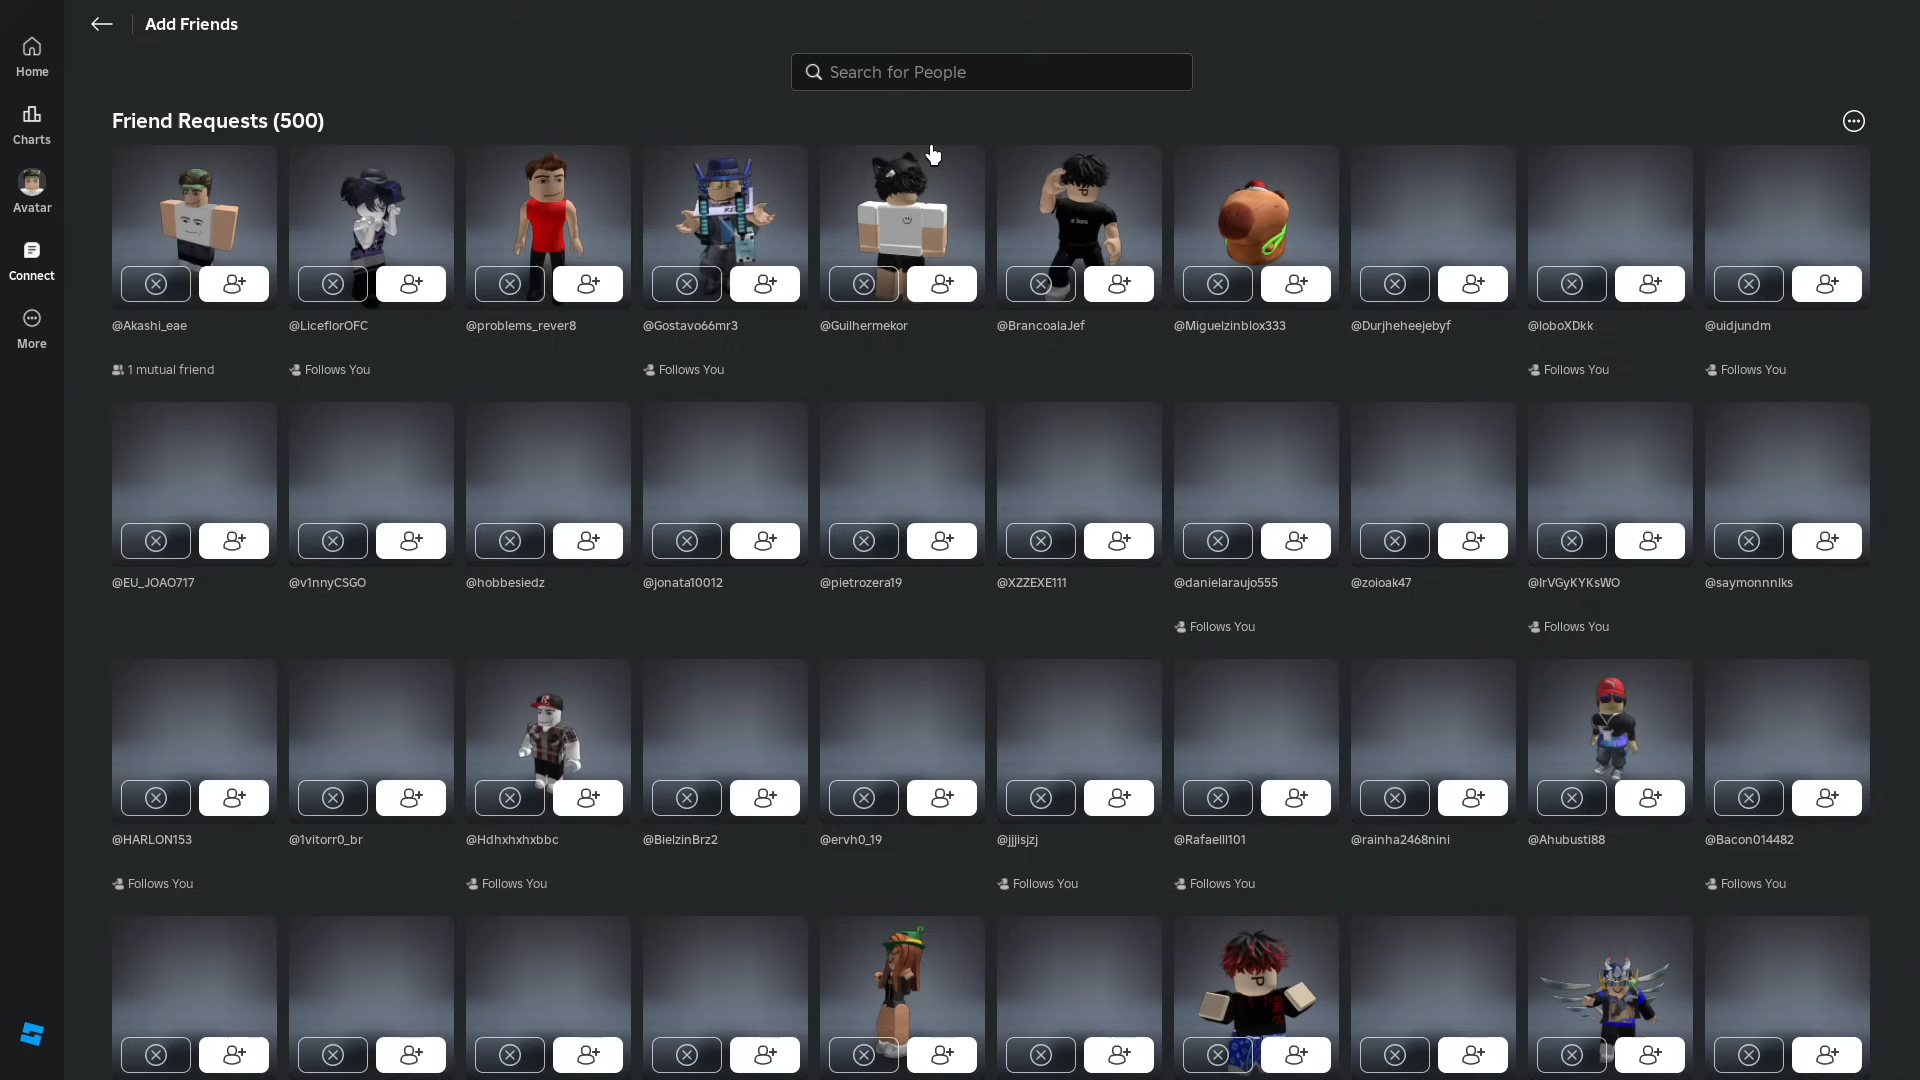 Add Friends
Search for People
Home
Charts
Avatar
Connect
More
Friend Requests (500)
@Akashi_eae
@LiceflorOFC
@problems_rever8
@Gostavo66mr3
@Guilhermekor
@BrancoalaJef
@Miguelzinblox333
@Durjheheejebyf
@loboXDkk
@uidjundm
1 mutual friend
Follows You
Follows You
Follows You
Follows You
@EU_JOAO717
@v1nnyCSGO
@hobbesiedz
@jonata10012
@pietrozera19
@XZZEXE111
@danielaraujo555
@zoioak47
@IrVGyKYKsWO
@saymonnnlks
Follows You
Follows You
@HARLON153
@1vitorr0_br
@Hdhxhxhxbbc
@BielzinBrz2
@ervh0_19
@jjjisjzj
@Rafaelll101
@rainha2468nini
@Ahubusti88
@Bacon014482
Follows You
Follows You
Follows You
Follows You
Follows You